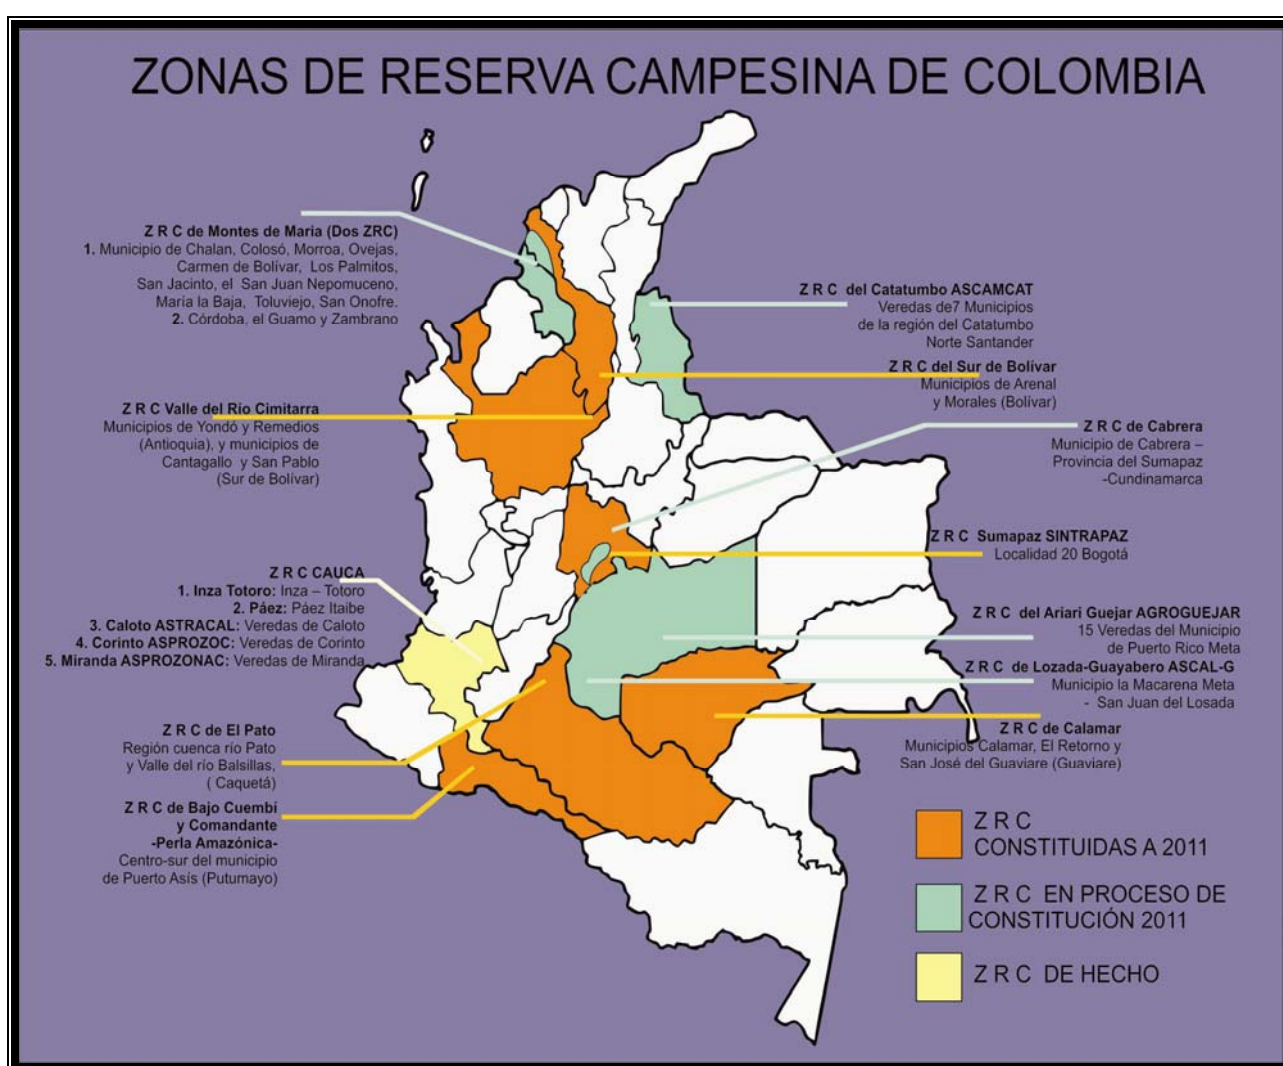 ZONAS DE RESERVA CAMPESINA DE COLOMBIA
Z R C de Montes de Maria (Dos ZRC)
1. Municipio de Chalan, Colosó, Morroa, Ovejas,
Carmen de Bolívar, Los Palmitos,
San Jacinto, el San Juan Nepomuceno,
María la Baja, Toluviejo, San Onofre.
2. Córdoba, el Guamo y Zambrano
Z R C Valle del Río Cimitarra
Municipios de Yondó y Remedios
(Antioquia), y municipios de
Cantagallo y San Pablo
(Sur de Bolívar)
Z R C CAUCA
1. Inza Totoro: Inza – Totoro
2. Páez: Páez Itaibe
3. Caloto ASTRACAL: Veredas de Caloto
4. Corinto ASPROZOC: Veredas de Corinto
5. Miranda ASPROZONAC: Veredas de Miranda
Z R C de El Pato
Región cuenca río Pato
y Valle del río Balsillas,
( Caquetá)
Z R C de Bajo Cuembí
y Comandante
-Perla Amazónica-
Centro-sur del municipio
de Puerto Asís (Putumayo)
Z R C del Catatumbo ASCAMCAT
Veredas de7 Municipios
de la región del Catatumbo
Norte Santander
Z R C del Sur de Bolívar
Municipios de Arenal
y Morales (Bolívar)
Z R C de Cabrera
Municipio de Cabrera –
Provincia del Sumapaz
-Cundinamarca
Z R C Sumapaz SINTRAPAZ
Localidad 20 Bogotá
Z R C del Ariari Guejar AGROGUEJAR
15 Veredas del Municipio
de Puerto Rico Meta
Z R C de Lozada-Guayabero ASCAL-G
Municipio la Macarena Meta
- San Juan del Losada
Z R C de Calamar
Municipios Calamar, El Retorno y
San José del Guaviare (Guaviare)
Z R C
CONSTITUIDAS A 2011
Z R C EN PROCESO DE
CONSTITUCIÓN 2011
Z R C DE HECHO